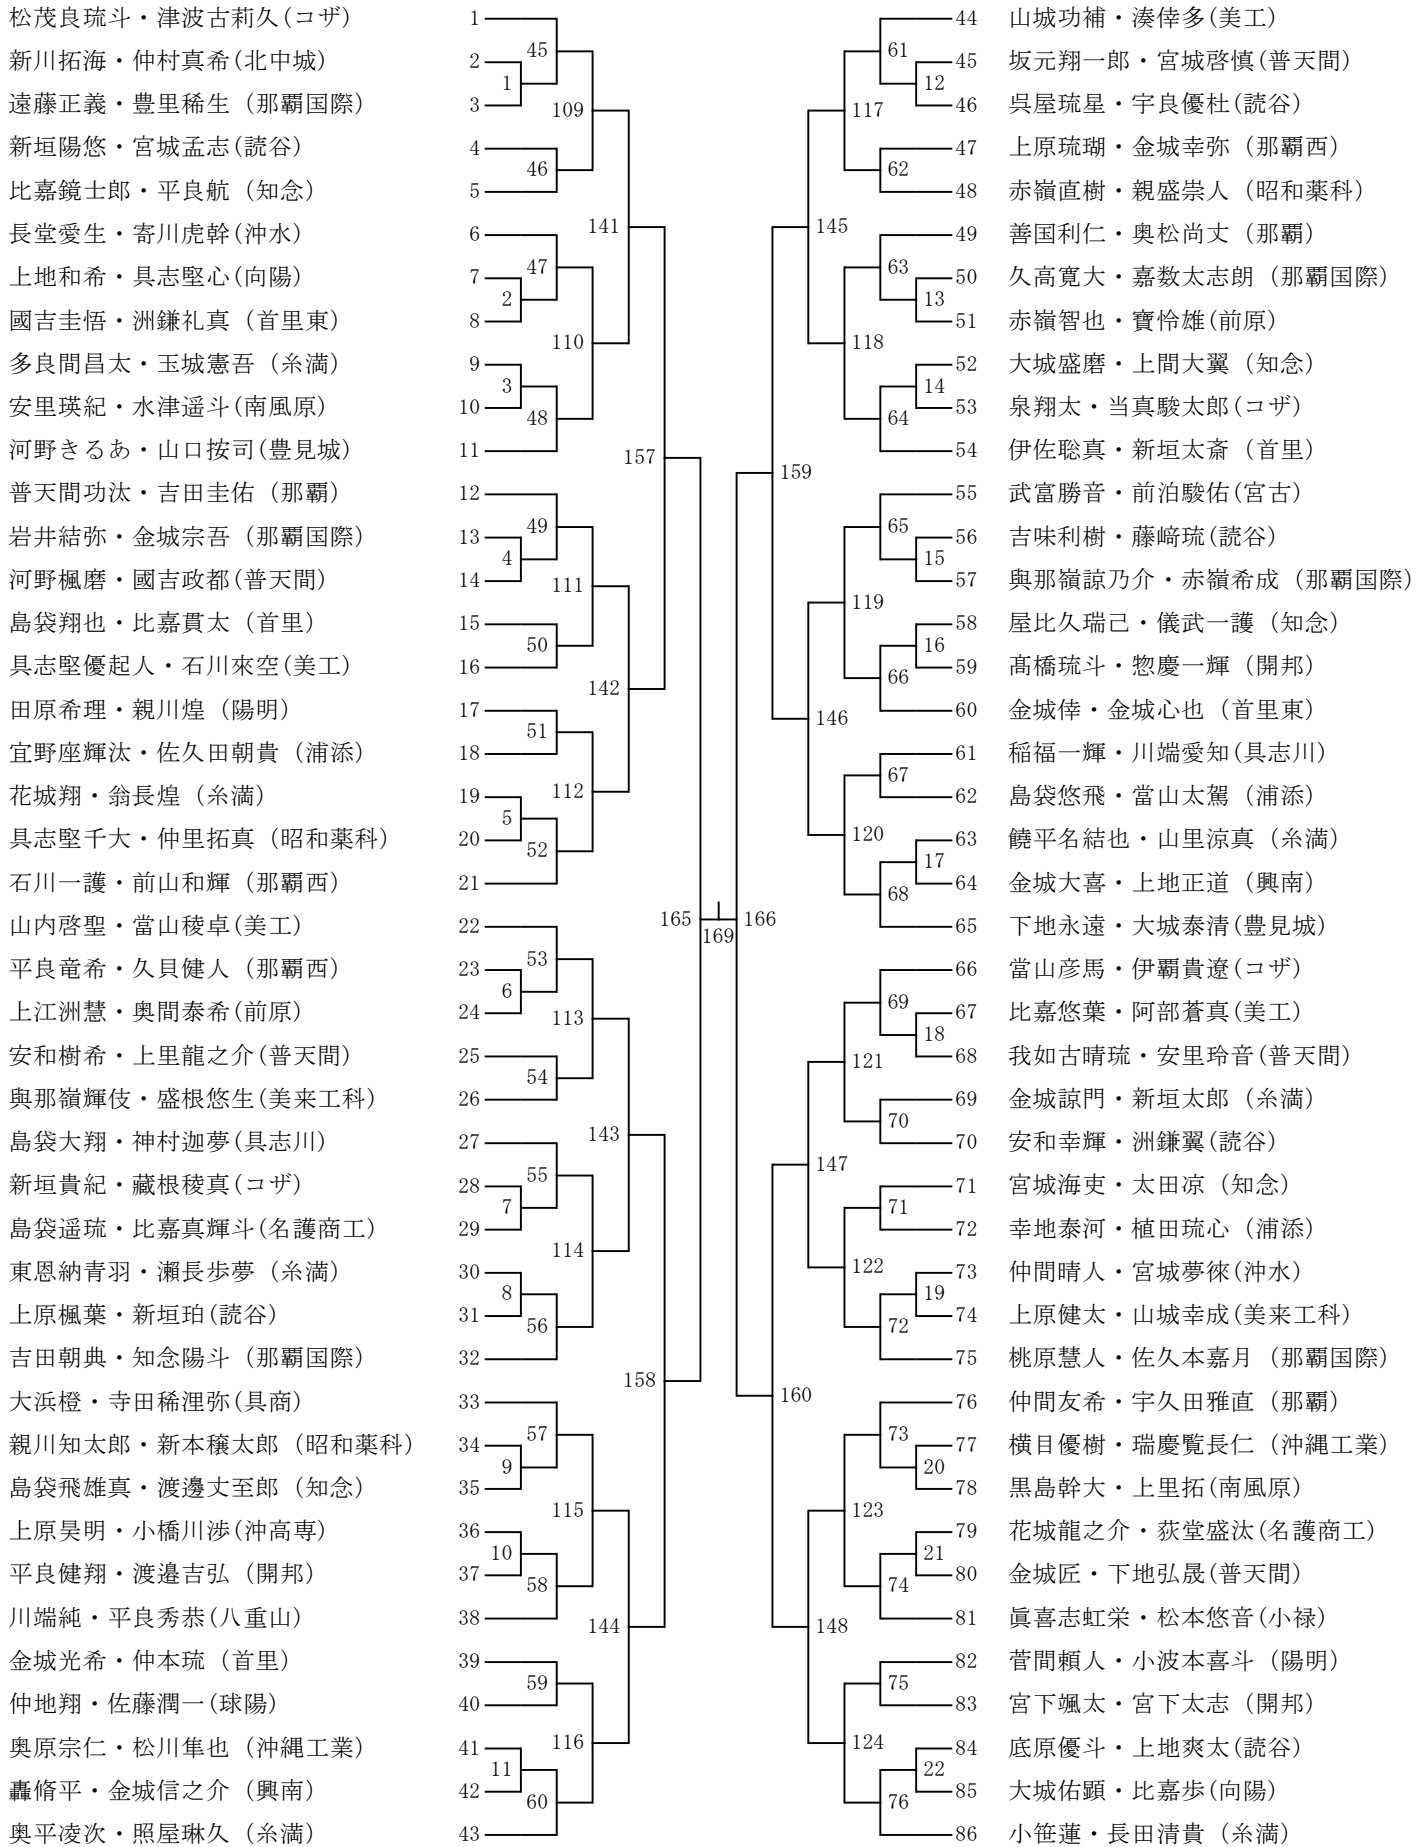 松茂良琉斗・津波古莉久(コザ) 1
新川拓海・仲村真希(北中城) 2
遠藤正義・豊里稀生 (那覇国際) 3
新垣陽悠・宮城孟志(読谷) 4
比嘉鏡士郎・平良航 (知念) 5
長堂愛生・寄川虎幹(沖水) 6
上地和希・具志堅心(向陽) 7
國吉圭悟・洲鎌礼真 (首里東) 8
多良間昌太・玉城憲吾 (糸満) 9
安里瑛紀・水津遥斗(南風原) 10
河野きるあ・山口按司(豊見城) 11
普天間功汰・吉田圭佑 (那覇) 12
岩井結弥・金城宗吾 (那覇国際) 13
河野楓磨・國吉政都(普天間) 14
島袋翔也・比嘉貫太 (首里) 15
具志堅優起人・石川來空(美工) 16
田原希理・親川煌 (陽明) 17
宜野座輝汰・佐久田朝貴 (浦添) 18
花城翔・翁長煌 (糸満) 19
具志堅千大・仲里拓真 (昭和薬科) 20
石川一護・前山和輝 (那覇西) 21
山内啓聖・當山稜卓(美工) 22
平良竜希・久貝健人 (那覇西) 23
上江洲慧・奥間泰希(前原) 24
安和樹希・上里龍之介(普天間) 25
與那嶺輝伎・盛根悠生(美来工科) 26
島袋大翔・神村迦夢(具志川) 27
新垣貴紀・藏根稜真(コザ) 28
島袋遥琉・比嘉真輝斗(名護商工) 29
東恩納青羽・瀨長歩夢 (糸満) 30
上原楓葉・新垣珀(読谷) 31
吉田朝典・知念陽斗 (那覇国際) 32
大浜橙・寺田稀浬弥(具商) 33
親川知太郎・新本穣太郎 (昭和薬科) 34
島袋飛雄真・渡邊丈至郎 (知念) 35
上原昊明・小橋川渉(沖高専) 36
平良健翔・渡邉吉弘 (開邦) 37
川端純・平良秀恭(八重山) 38
金城光希・仲本琉 (首里) 39
仲地翔・佐藤潤一(球陽) 40
奥原宗仁・松川隼也 (沖縄工業) 41
轟脩平・金城信之介 (興南) 42
奥平凌次・照屋琳久 (糸満) 43
1
2
3
4
5
6
7
8
9
10
11
45
46
47
48
49
50
51
52
53
54
55
56
57
58
59
60
109
110
111
112
113
114
115
116
141
142
143
144
157
158
165
169
166
159
160
145
146
147
148
117
118
119
120
121
122
123
124
61
62
63
64
65
66
67
68
69
70
71
72
73
74
75
76
12
13
14
15
16
17
18
19
20
21
22
44 山城功補・湊倖多(美工)
45 坂元翔一郎・宮城啓慎(普天間)
46 呉屋琉星・宇良優杜(読谷)
47 上原琉瑚・金城幸弥 (那覇西)
48 赤嶺直樹・親盛崇人 (昭和薬科)
49 善国利仁・奥松尚丈 (那覇)
50 久高寛大・嘉数太志朗 (那覇国際)
51 赤嶺智也・寶怜雄(前原)
52 大城盛磨・上間大翼 (知念)
53 泉翔太・当真駿太郎(コザ)
54 伊佐聡真・新垣太斎 (首里)
55 武富勝音・前泊駿佑(宮古)
56 吉味利樹・藤﨑琉(読谷)
57 與那嶺諒乃介・赤嶺希成 (那覇国際)
58 屋比久瑞己・儀武一護 (知念)
59 髙橋琉斗・惣慶一輝 (開邦)
60 金城倖・金城心也 (首里東)
61 稲福一輝・川端愛知(具志川)
62 島袋悠飛・當山太駕 (浦添)
63 饒平名結也・山里涼真 (糸満)
64 金城大喜・上地正道 (興南)
65 下地永遠・大城泰清(豊見城)
66 當山彦馬・伊覇貴遼(コザ)
67 比嘉悠葉・阿部蒼真(美工)
68 我如古晴琉・安里玲音(普天間)
69 金城諒門・新垣太郎 (糸満)
70 安和幸輝・洲鎌翼(読谷)
71 宮城海吏・太田凉 (知念)
72 幸地泰河・植田琉心 (浦添)
73 仲間晴人・宮城夢徠(沖水)
74 上原健太・山城幸成(美来工科)
75 桃原慧人・佐久本嘉月 (那覇国際)
76 仲間友希・宇久田雅直 (那覇)
77 横目優樹・瑞慶覧長仁 (沖縄工業)
78 黒島幹大・上里拓(南風原)
79 花城龍之介・荻堂盛汰(名護商工)
80 金城匠・下地弘晟(普天間)
81 眞喜志虹栄・松本悠音(小禄)
82 菅間頼人・小波本喜斗 (陽明)
83 宮下颯太・宮下太志 (開邦)
84 底原優斗・上地爽太(読谷)
85 大城佑顕・比嘉歩(向陽)
86 小笹蓮・長田清貴 (糸満)